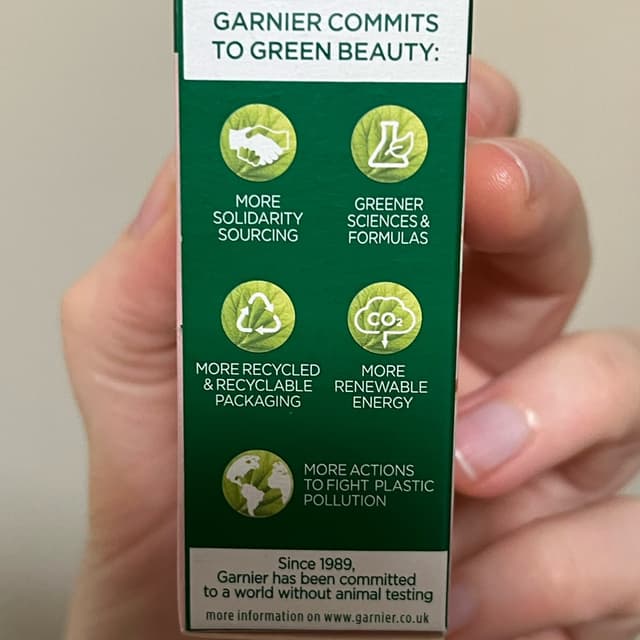 GARNIER COMMITS
TO GREEN BEAUTY:
MORE
SOLIDARITY
SOURCING
GREENER
SCIENCES &
FORMULAS
MORE RECYCLED
& RECYCLABLE
PACKAGING
CO₂
MORE
RENEWABLE
ENERGY
MORE ACTIONS
TO FIGHT PLASTIC
POLLUTION
Since 1989,
Garnier has been committed
to a world without animal testing
more information on www.garnier.co.uk